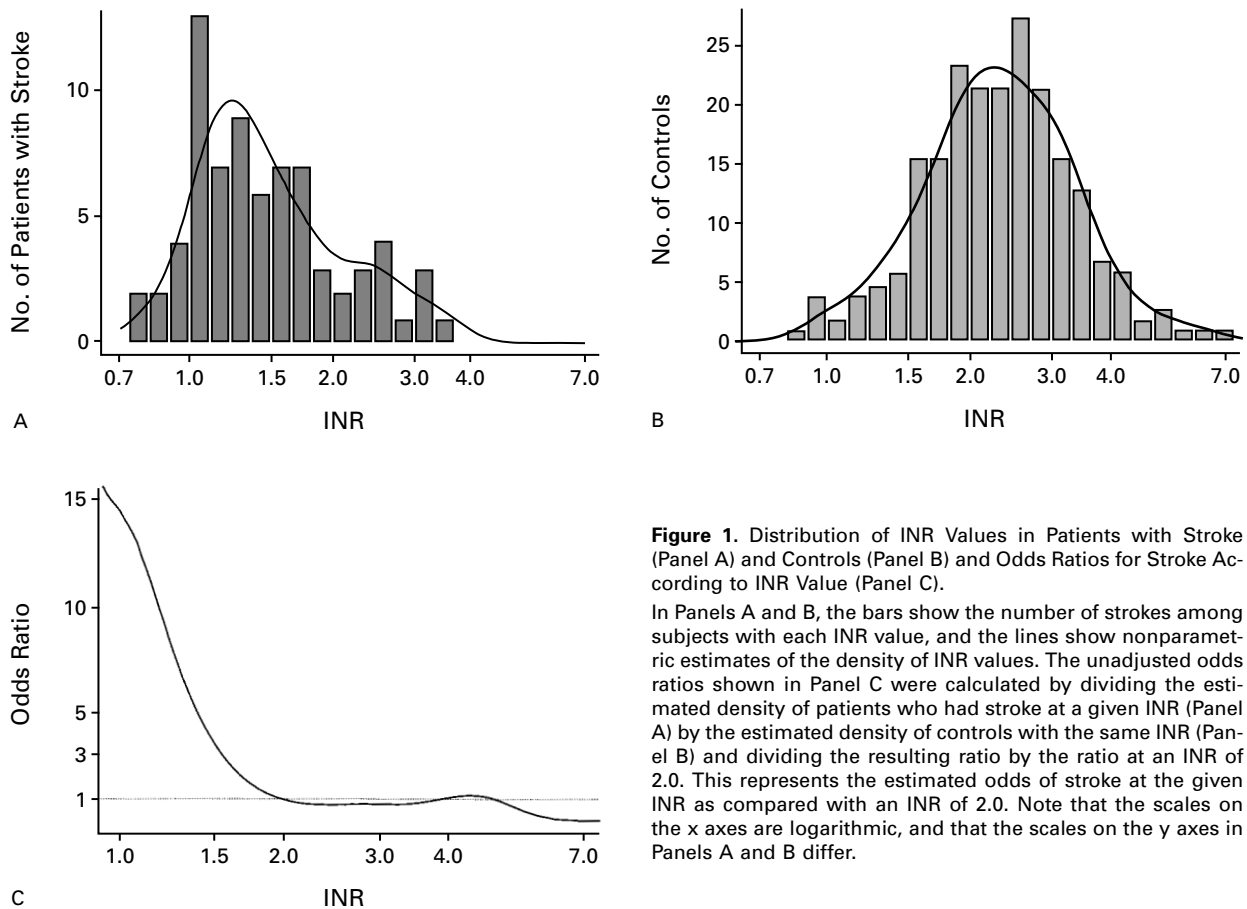 No. of Patients with Stroke
10
5
0
0.7 1.0 1.5 2.0 3.0 4.0 7.0
INR
A
No. of Controls
25
20
15
10
5
0
0.7 1.0 1.5 2.0 3.0 4.0 7.0
INR
B
Odds Ratio
15
10
5
3
1
1.0 1.5 2.0 3.0 4.0 7.0
INR
C
Figure 1. Distribution of INR Values in Patients with Stroke
(Panel A) and Controls (Panel B) and Odds Ratios for Stroke Ac-
cording to INR Value (Panel C).
In Panels A and B, the bars show the number of strokes among
subjects with each INR value, and the lines show nonparamet-
ric estimates of the density of INR values. The unadjusted odds
ratios shown in Panel C were calculated by dividing the esti-
mated density of patients who had stroke at a given INR (Panel
A) by the estimated density of controls with the same INR (Pan-
el B) and dividing the resulting ratio by the ratio at an INR of
2.0. This represents the estimated odds of stroke at the given
INR as compared with an INR of 2.0. Note that the scales on
the x axes are logarithmic, and that the scales on the y axes in
Panels A and B differ.